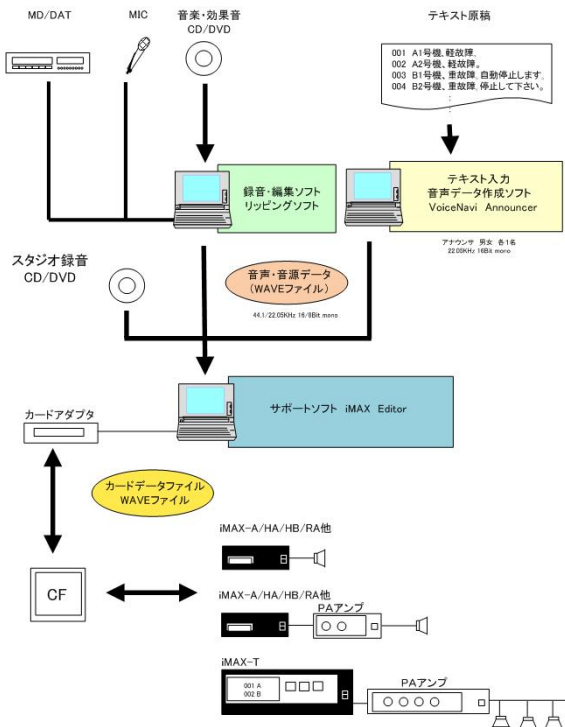 MD/DAT
MIC
音楽・効果音
CD/DVD
テキスト原稿
001 A1号機、軽故障。
002 A2号機、軽故障。
003 B1号機、重故障、自動停止します。
004 B2号機、重故障、停止して下さい。
録音・編集ソフト
リッピングソフト
テキスト入力
音声データ作成ソフト
VoiceNavi Announcer
アナウンサ 男女 各1名
22.05KHz 16Bit mono
スタジオ録音
CD/DVD
音声・音源データ
(WAVEファイル)
44.1/22.05KHz 16/8Bit mono
サポートソフト iMAX Editor
カードアダプタ
カードデータファイル
WAVEファイル
CF
iMAX-A/HA/HB/RA他
iMAX-A/HA/HB/RA他
PAアンプ
iMAX-T
001 A
002 B
PAアンプ